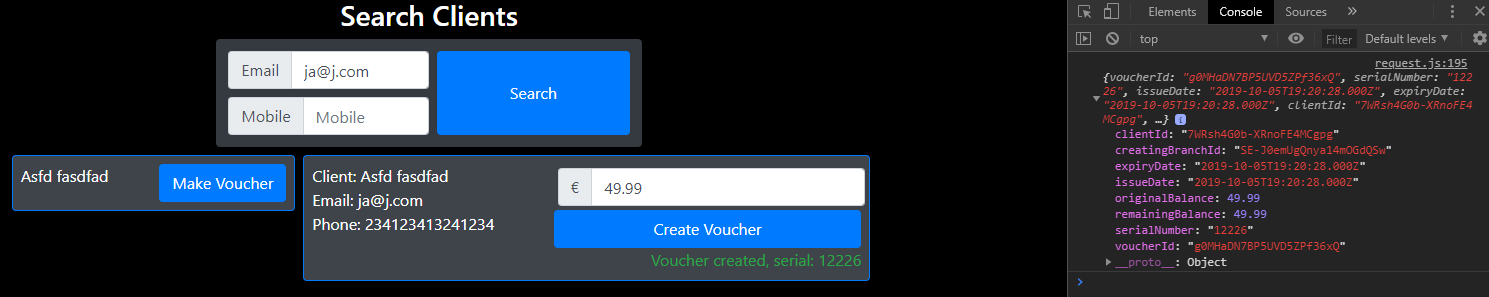 Search Clients
Email ja@j.com
Mobile Mobile
Search
Asfd fasdfad
Make Voucher
Client: Asfd fasdfad
Email: ja@j.com
Phone: 234123413241234
€ 49.99
Create Voucher
Voucher created, serial: 12226
Elements Console Sources »
top Filter Default levels
request.js:195
{voucherId: "g0MHaDN7BP5UVD5ZPf36xQ", serialNumber: "122
26", issueDate: "2019-10-05T19:20:28.000Z", expiryDate:
"2019-10-05T19:20:28.000Z", clientId: "7WRsh4G0b-XRnoFE4
MCgpg", …} i
clientId: "7WRsh4G0b-XRnoFE4MCgpg"
creatingBranchId: "SE-J0emUgQnya14mOGdQSw"
expiryDate: "2019-10-05T19:20:28.000Z"
issueDate: "2019-10-05T19:20:28.000Z"
originalBalance: 49.99
remainingBalance: 49.99
serialNumber: "12226"
voucherId: "g0MHaDN7BP5UVD5ZPf36xQ"
__proto__: Object